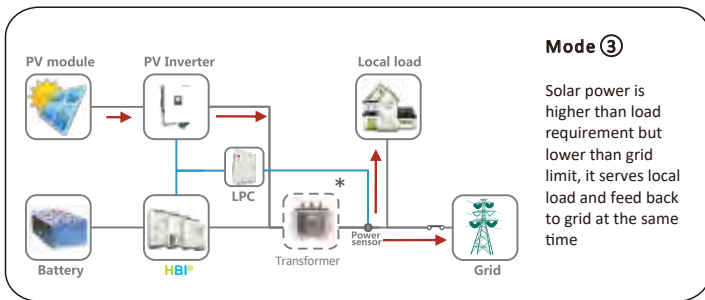 Mode ③
PV module
PV Inverter
Local load
Solar power is
higher than load
requirement but
lower than grid
limit, it serves local
load and feed back
to grid at the same
time
LPC
*
Power
sensor
Transformer
Battery
HBI®
Grid